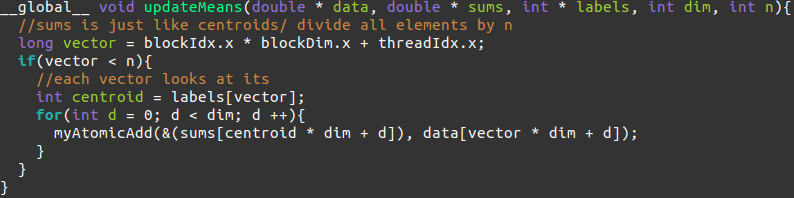 __global__ void updateMeans(double * data, double * sums, int * labels, int dim, int n){
  //sums is just like centroids/ divide all elements by n
  long vector = blockIdx.x * blockDim.x + threadIdx.x;
  if(vector < n){
    //each vector looks at its
    int centroid = labels[vector];
    for(int d = 0; d < dim; d ++){
      myAtomicAdd(&(sums[centroid * dim + d]), data[vector * dim + d]);
    }
  }
}